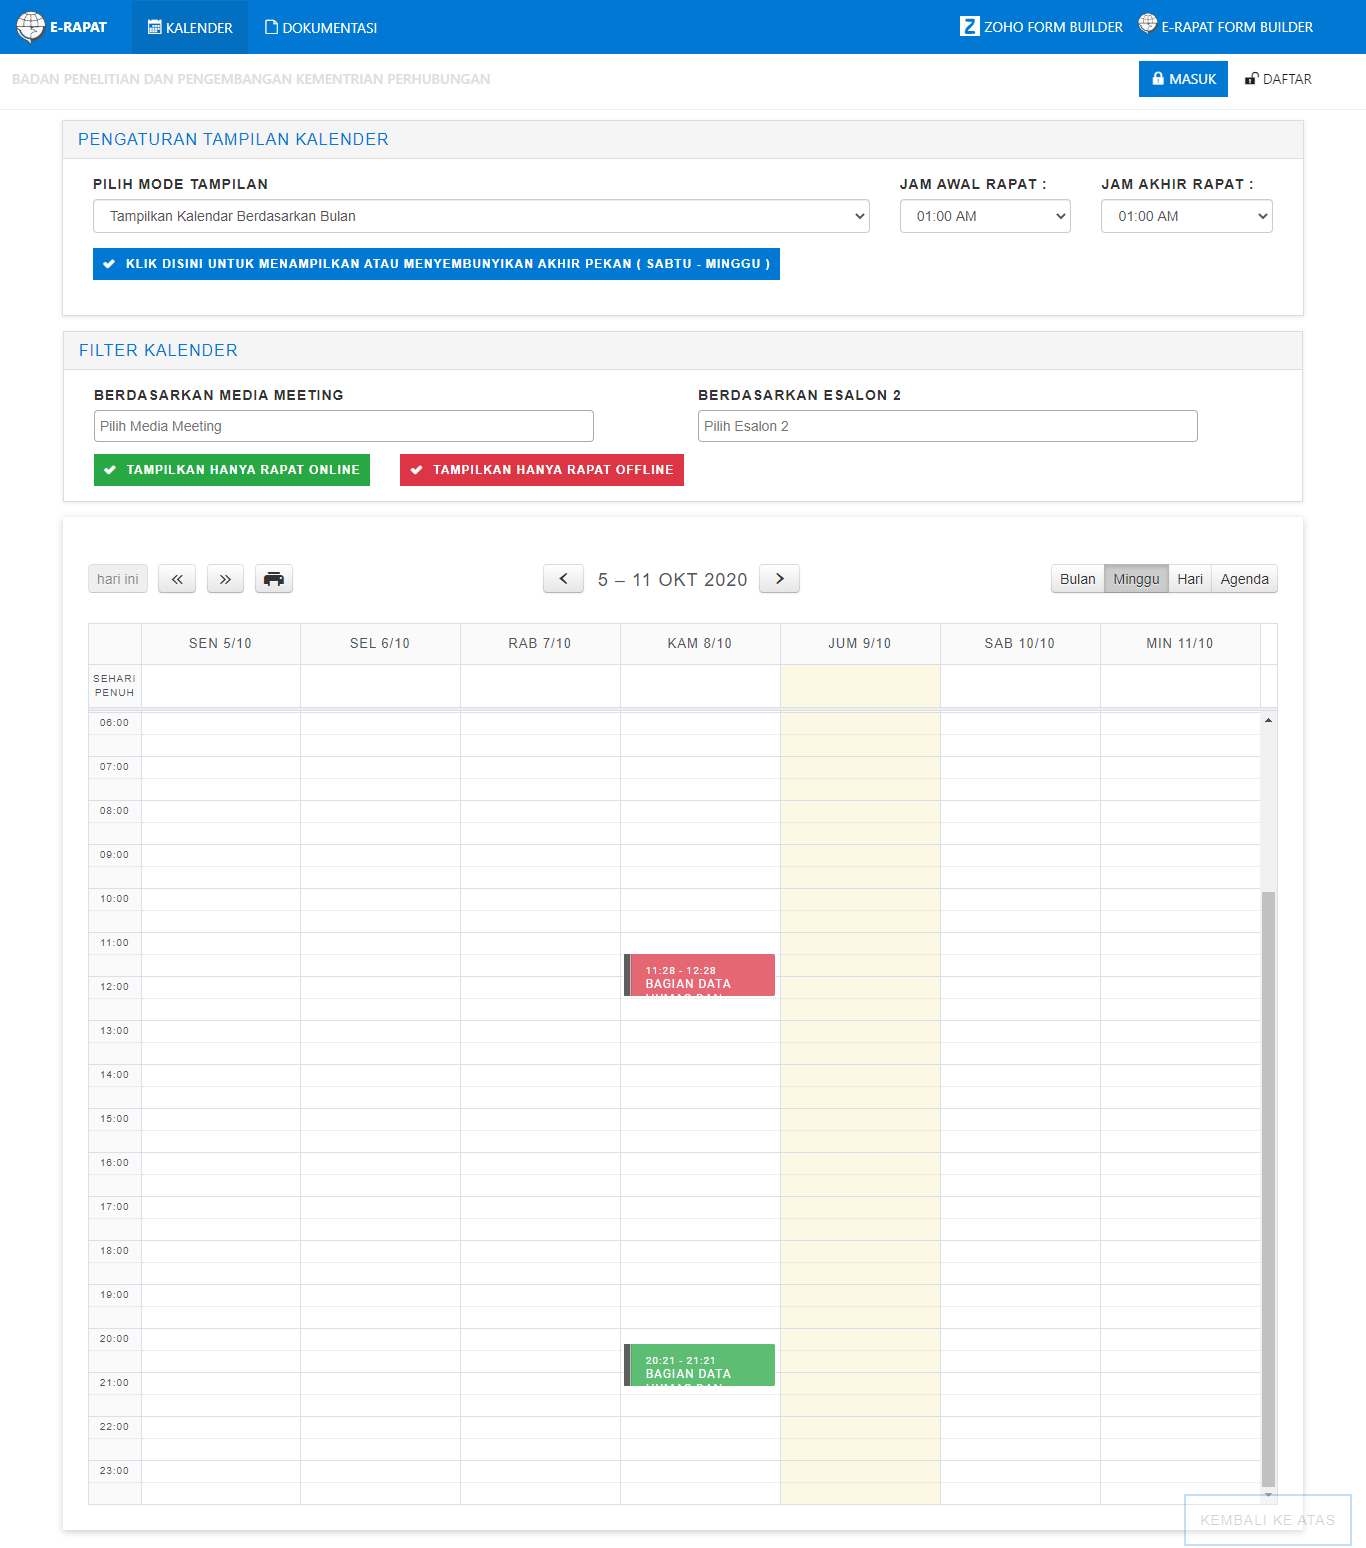 E-RAPAT
KALENDER
DOKUMENTASI
ZOHO FORM BUILDER
E-RAPAT FORM BUILDER
BADAN PENELITIAN DAN PENGEMBANGAN KEMENTRIAN PERHUBUNGAN
MASUK
DAFTAR
PENGATURAN TAMPILAN KALENDER
PILIH MODE TAMPILAN
JAM AWAL RAPAT :
JAM AKHIR RAPAT :
Tampilkan Kalendar Berdasarkan Bulan
01:00 AM
01:00 AM
KLIK DISINI UNTUK MENAMPILKAN ATAU MENYEMBUNYIKAN AKHIR PEKAN ( SABTU - MINGGU )
FILTER KALENDER
BERDASARKAN MEDIA MEETING
BERDASARKAN ESALON 2
Pilih Media Meeting
Pilih Esalon 2
TAMPILKAN HANYA RAPAT ONLINE
TAMPILKAN HANYA RAPAT OFFLINE
hari ini
5 – 11 OKT 2020
Bulan
Minggu
Hari
Agenda
SEN 5/10
SEL 6/10
RAB 7/10
KAM 8/10
JUM 9/10
SAB 10/10
MIN 11/10
SEHARI
PENUH
06:00
07:00
08:00
09:00
10:00
11:00
11:28 - 12:28
BAGIAN DATA
12:00
13:00
14:00
15:00
16:00
17:00
18:00
19:00
20:00
20:21 - 21:21
BAGIAN DATA
21:00
22:00
23:00
KEMBALI KE ATAS